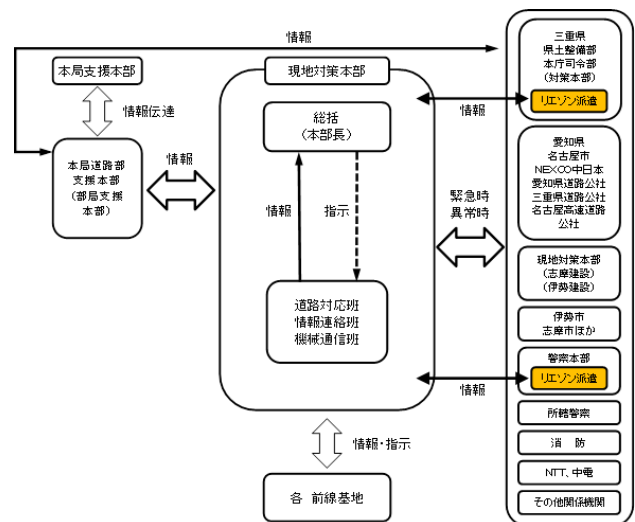 情報
本局支援本部
情報伝達
本局道路部
支援本部
(部局支援
本部)
情報
現地対策本部
総括
(本部長)
情報
指示
道路対応班
情報連絡班
機械通信班
情報・指示
各 前線基地
情報
緊急時
異常時
情報
三重県
県土整備部
本庁司令部
(対策本部)
リエゾン派遣
愛知県
名古屋市
NEXCO中日本
愛知県道路公社
三重県道路公社
名古屋高速道路
公社
現地対策本部
(志摩建設)
(伊勢建設)
伊勢市
志摩市ほか
警察本部
リエゾン派遣
所轄警察
消 防
NTT、中電
その他関係機関